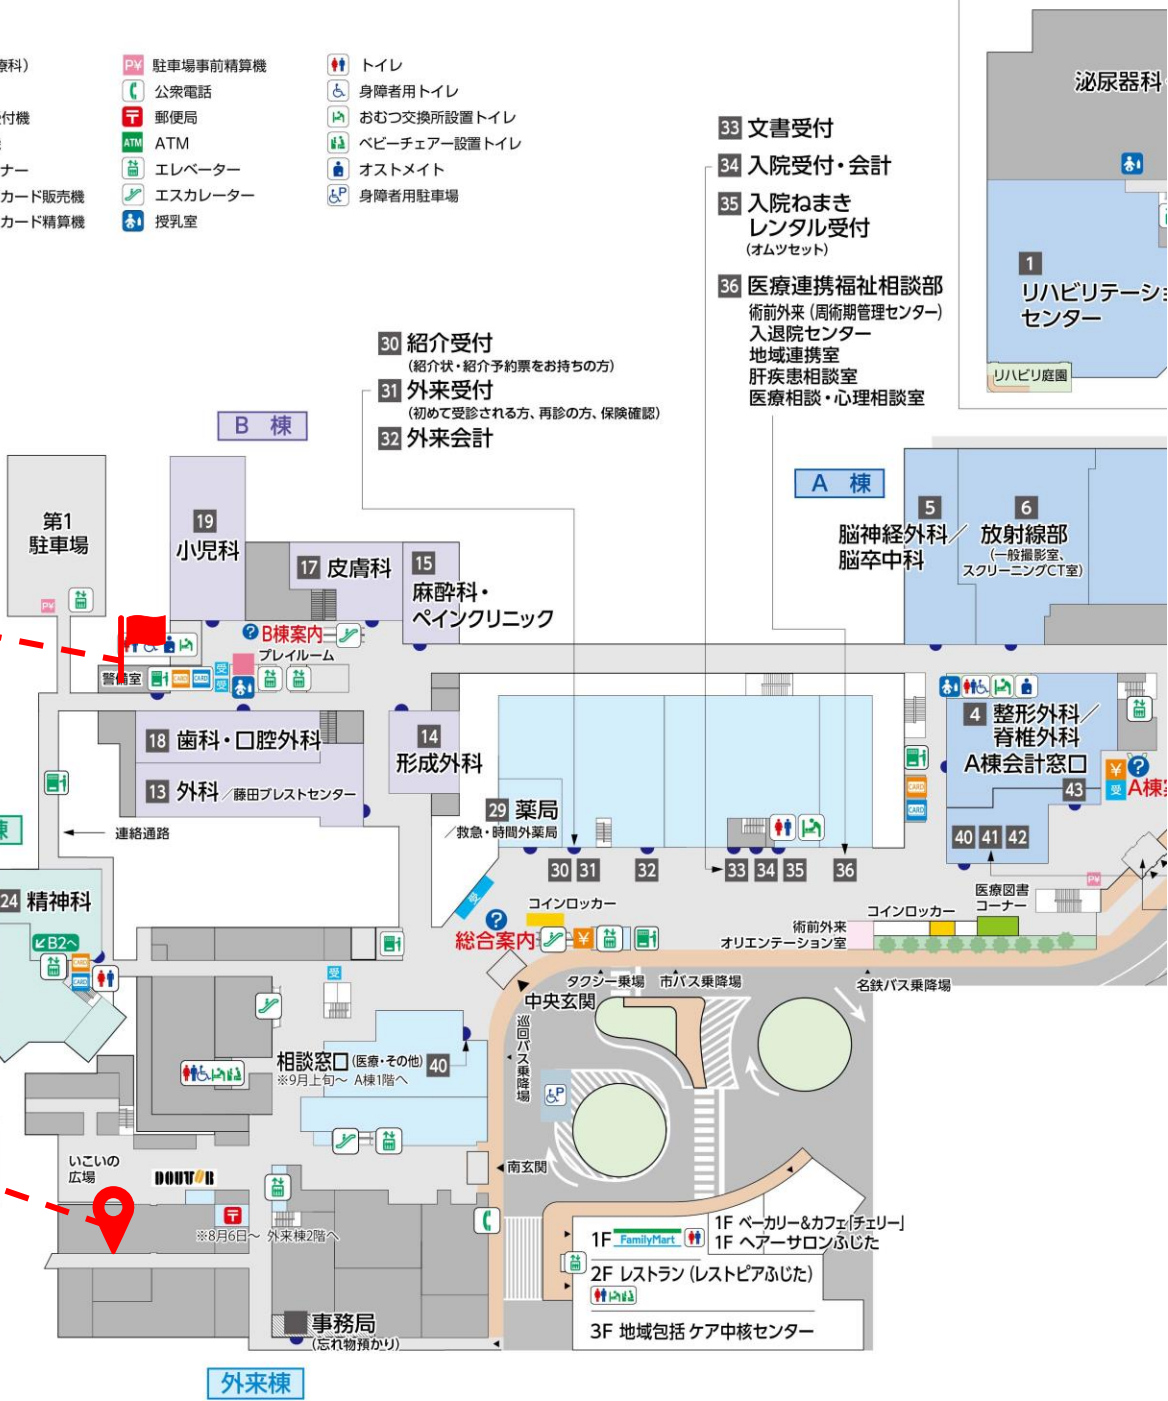 療科)
付機
ナー
カード販売機
カード精算機
P¥ 駐車場事前精算機
公衆電話
郵便局
ATM ATM
エレベーター
エスカレーター
授乳室
トイレ
身障者用トイレ
おむつ交換所設置トイレ
ベビーチェアー設置トイレ
オストメイト
P 身障者用駐車場
33 文書受付
34 入院受付・会計
35 入院ねまき
レンタル受付
(オムツセット)
36 医療連携福祉相談部
術前外来(周術期管理センター)
入退院センター
地域連携室
肝疾患相談室
医療相談・心理相談室
泌尿器科
1
リハビリテーショ
センター
リハビリ庭園
30 紹介受付
(紹介状・紹介予約票をお持ちの方)
31 外来受付
(初めて受診される方、再診の方、保険確認)
32 外来会計
B 棟
A 棟
第1
駐車場
P¥
19
小児科
17 皮膚科
15
麻酔科・
ペインクリニック
5
脳神経外科/
脳卒中科
6
放射線部
(一般撮影室、
スクリーニングCT室)
? B棟案内
プレイルーム
警備室
CARD CARD
受
受
18 歯科・口腔外科
14
形成外科
13 外科/藤田ブレストセンター
連絡通路
棟
29 薬局
/救急・時間外薬局
4 整形外科/
脊椎外科
A棟会計窓口
43
¥ ?
受 A棟案
CARD
CARD
40 41 42
30 31 32 33 34 35 36
P¥
24 精神科
B2へ
CARD
CARD
受
? 総合案内
コインロッカー
¥
医療図書
コーナー
コインロッカー
術前外来
オリエンテーション室
タクシー乗場 市バス乗降場
名鉄バス乗降場
中央玄関
巡回バス乗降場
受
相談窓口(医療・その他) 40
※9月上旬～ A棟1階へ
P
いこいの
広場
DOUTOR
南玄関
※8月6日～ 外来棟2階へ
事務局
(忘れ物預かり)
外来棟
1F FamilyMart
1F ベーカリー&カフェ「チェリー」
1F ヘアーサロンふじた
2F レストラン(レストピアふじた)
3F 地域包括ケア中核センター